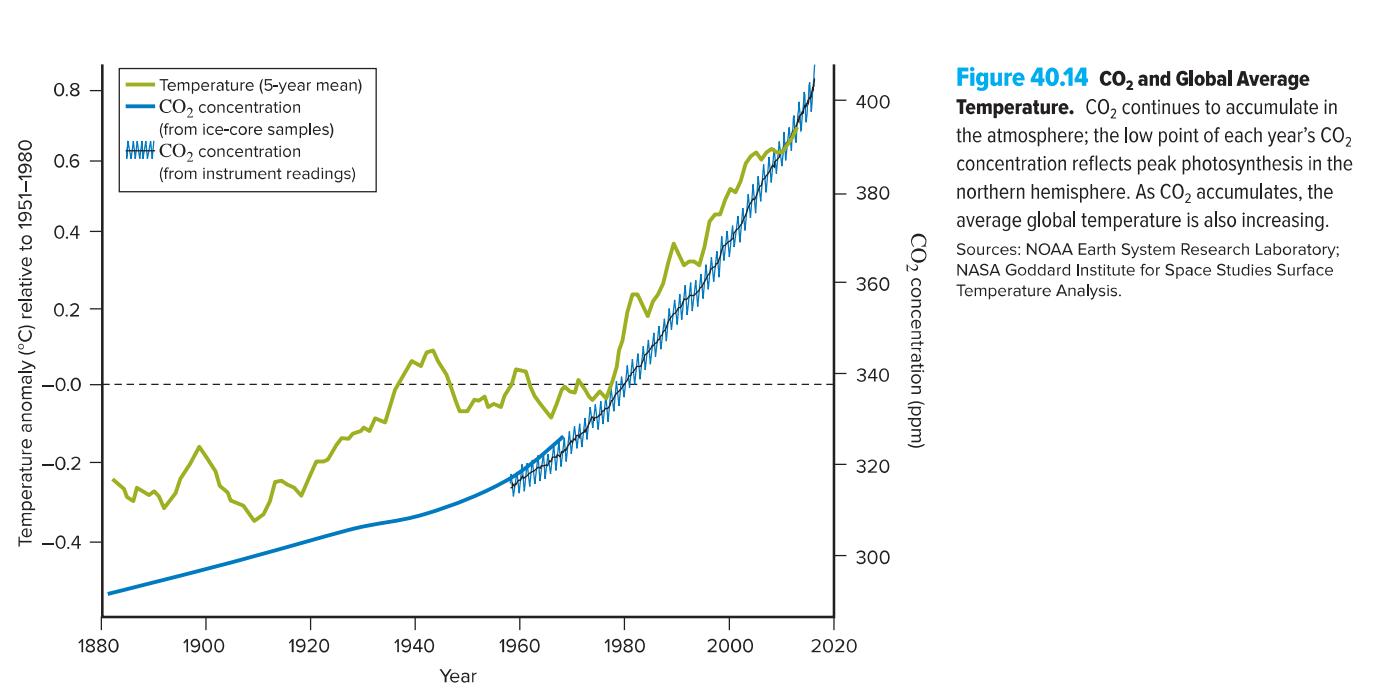 Temperature (5-year mean)
CO₂ concentration
(from ice-core samples)
CO₂ concentration
(from instrument readings)
Temperature anomaly (°C) relative to 1951–1980
0.8
0.6
0.4
0.2
–0.0
–0.2
–0.4
400
380
360
340
320
300
CO₂ concentration (ppm)
1880 1900 1920 1940 1960 1980 2000 2020
Year
Figure 40.14 CO₂ and Global Average
Temperature. CO₂ continues to accumulate in
the atmosphere; the low point of each year’s CO₂
concentration reflects peak photosynthesis in the
northern hemisphere. As CO₂ accumulates, the
average global temperature is also increasing.
Sources: NOAA Earth System Research Laboratory;
NASA Goddard Institute for Space Studies Surface
Temperature Analysis.